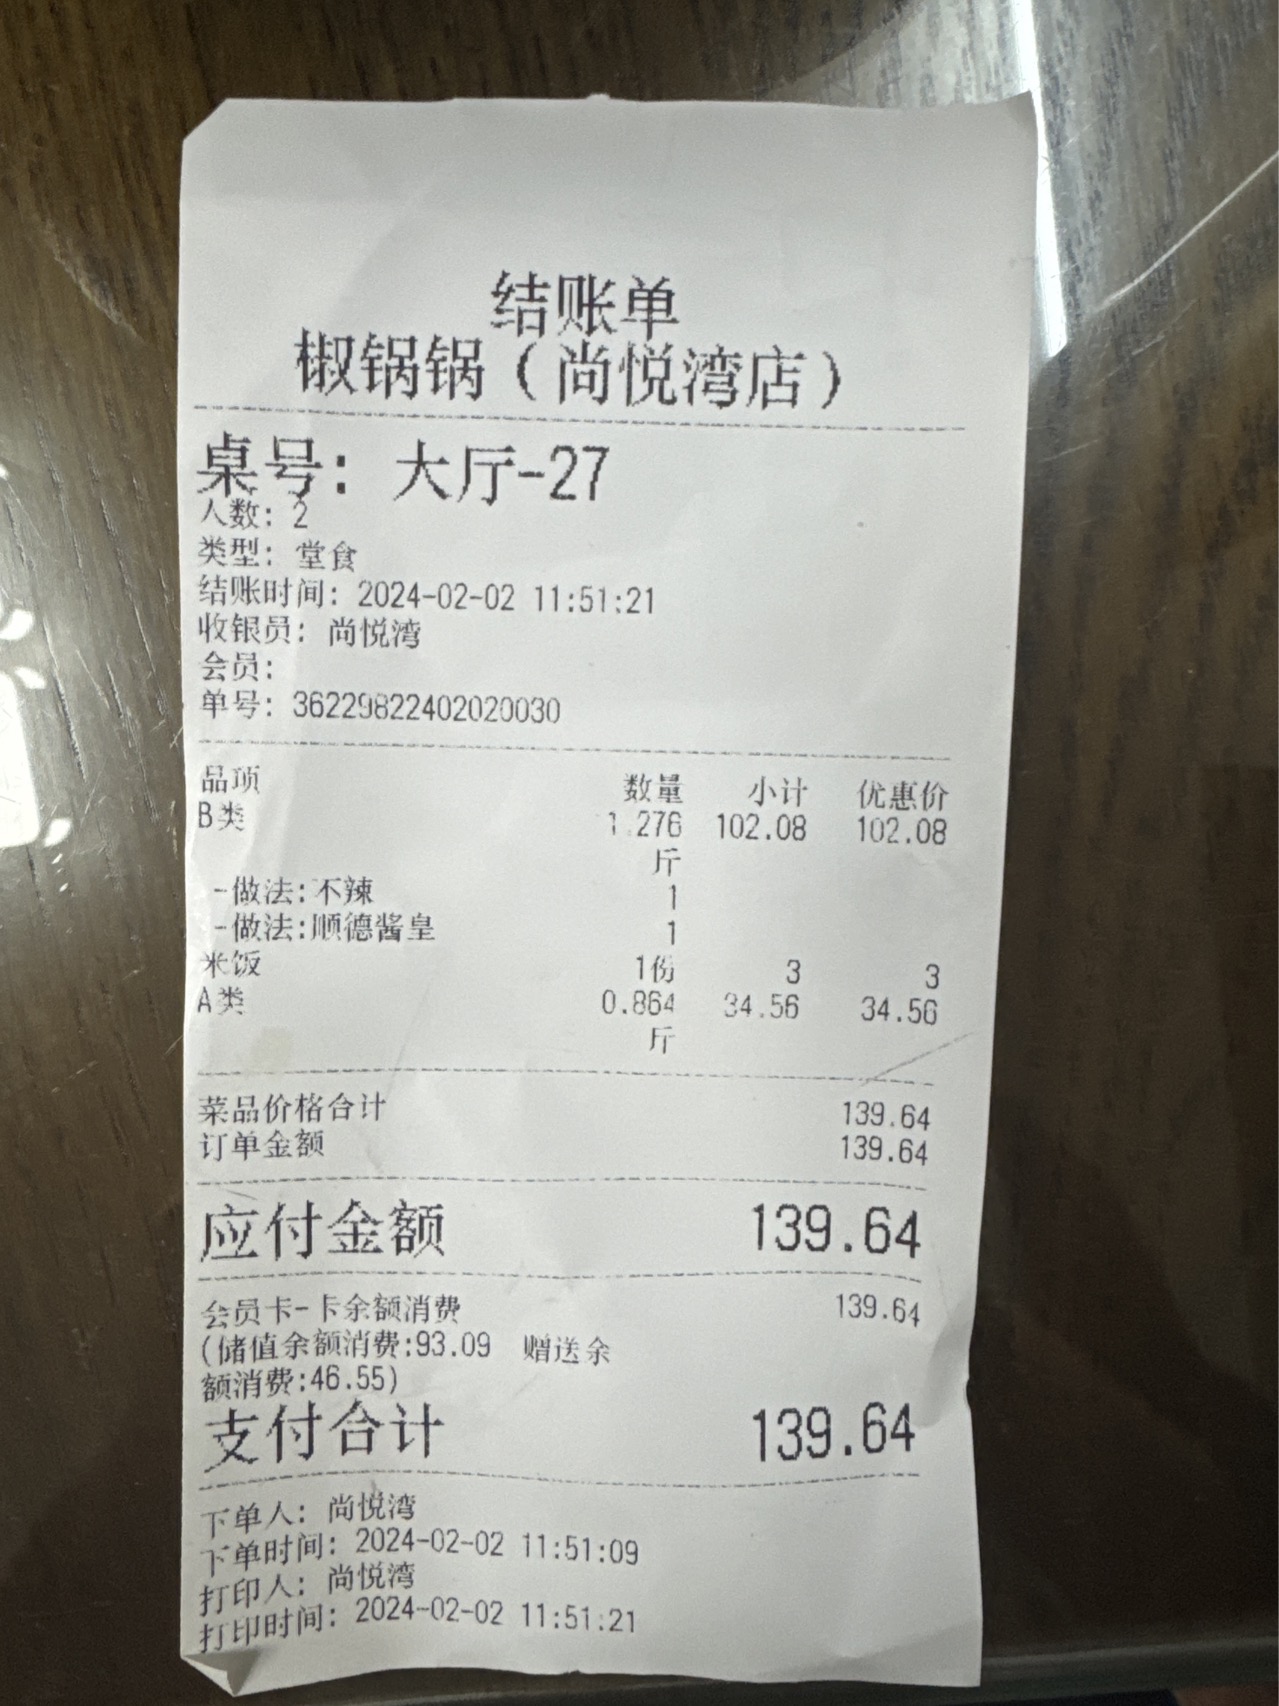 结账单
椒锅锅（尚悦湾店）
桌号: 大厅-27
人数: 2
类型: 堂食
结账时间: 2024-02-02 11:51:21
收银员: 尚悦湾
会员:
单号: 36229822402020030
品项 数量 小计 优惠价
B类 1.276 102.08 102.08
斤
-做法:不辣 1
-做法:顺德酱皇 1
米饭 1份 3 3
A类 0.864 34.56 34.56
斤
菜品价格合计 139.64
订单金额 139.64
应付金额 139.64
会员卡-卡余额消费 139.64
(储值余额消费:93.09 赠送余
额消费:46.55)
支付合计 139.64
下单人: 尚悦湾
下单时间: 2024-02-02 11:51:09
打印人: 尚悦湾
打印时间: 2024-02-02 11:51:21